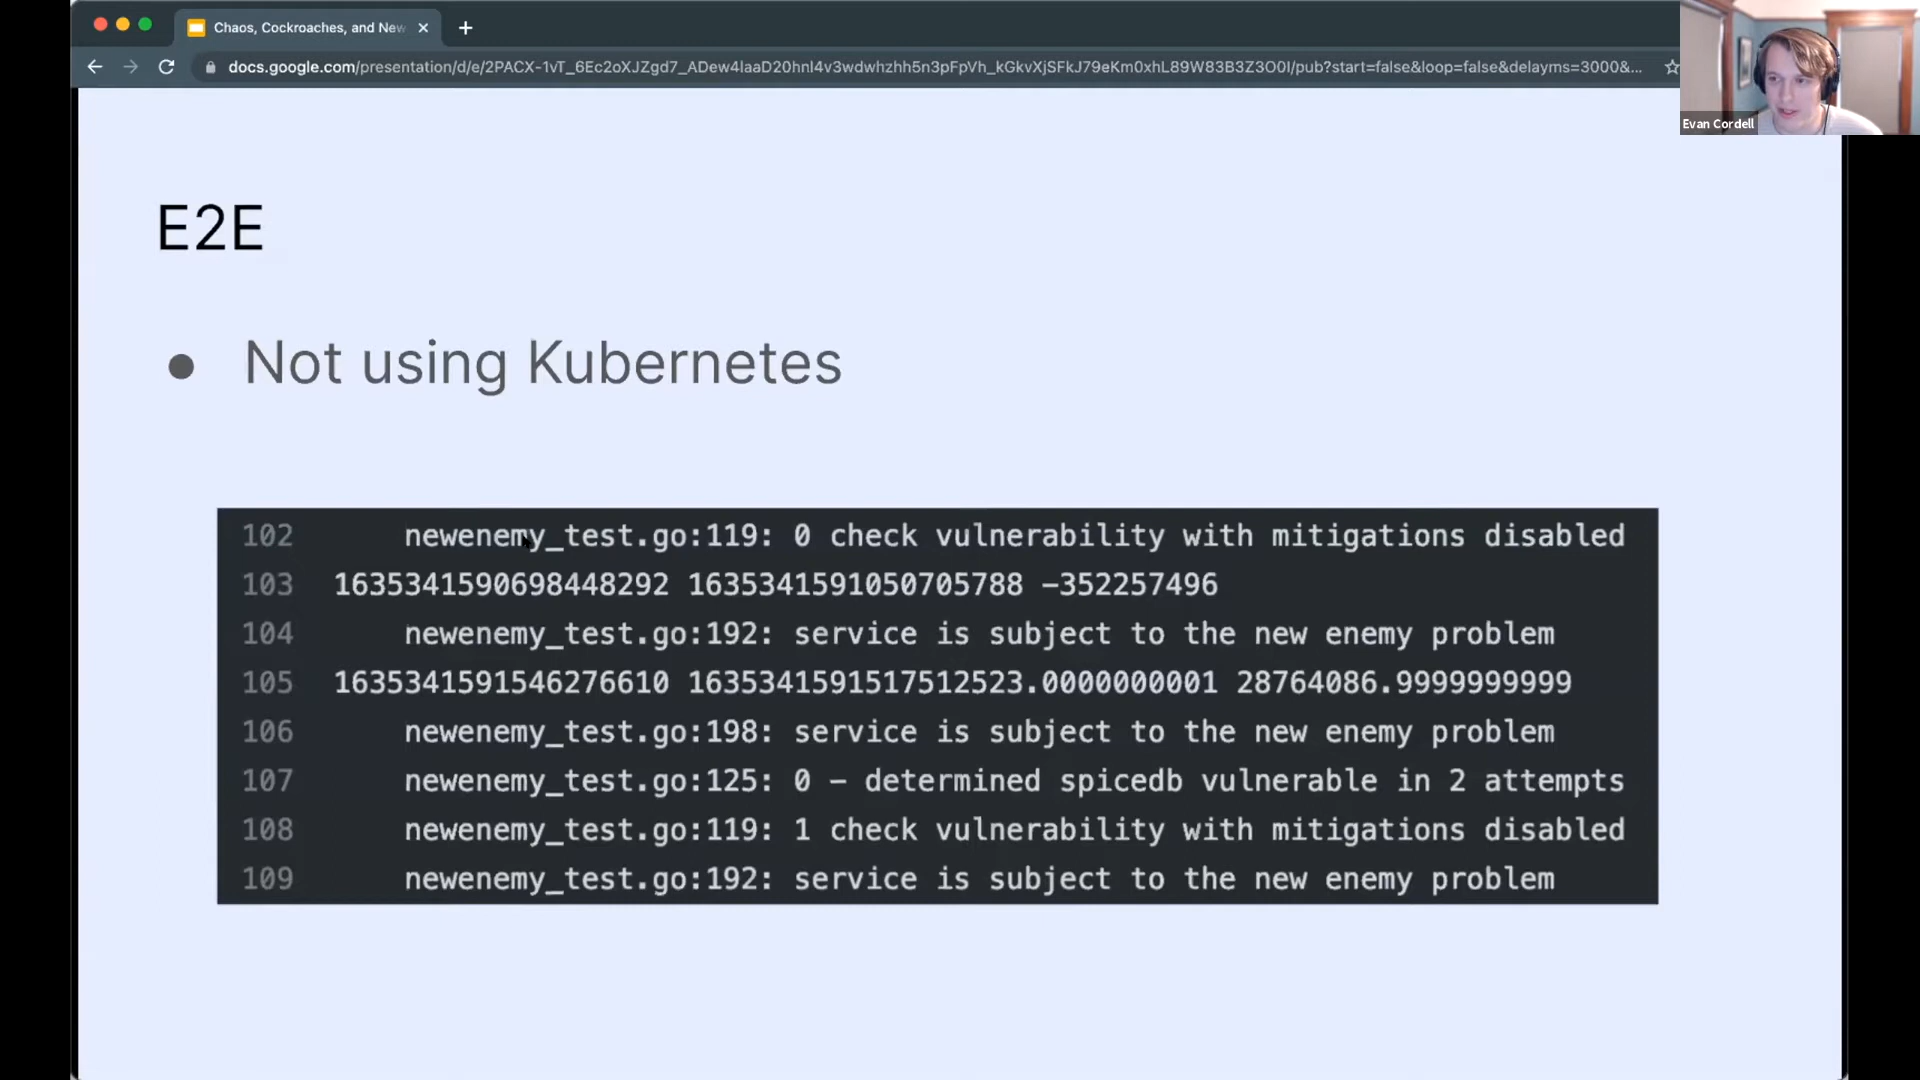 Chaos, Cockroaches, and New
docs.google.com/presentation/d/e/2PACX-1vT_6Ec2oXJZgd7_ADew4laaD20hnl4v3wdwhzhh5n3pFpVh_kGkvXjSFkJ79eKm0xhL89W83B3Z3O0I/pub?start=false&loop=false&delayms=3000&...
Evan Cordell
E2E
● Not using Kubernetes
102 newenemy_test.go:119: 0 check vulnerability with mitigations disabled
103 1635341590698448292 1635341591050705788 -352257496
104 newenemy_test.go:192: service is subject to the new enemy problem
105 1635341591546276610 1635341591517512523.0000000001 28764086.9999999999
106 newenemy_test.go:198: service is subject to the new enemy problem
107 newenemy_test.go:125: 0 - determined spicedb vulnerable in 2 attempts
108 newenemy_test.go:119: 1 check vulnerability with mitigations disabled
109 newenemy_test.go:192: service is subject to the new enemy problem